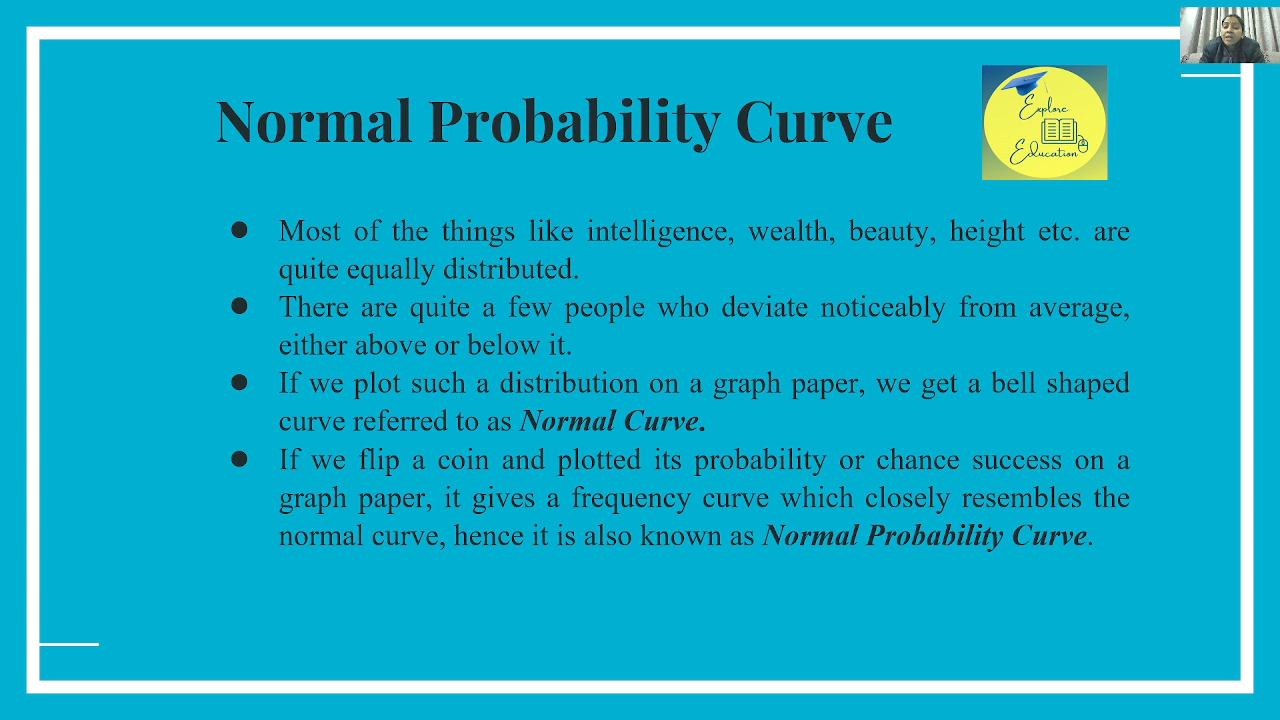 Normal Probability Curve
Explore
Education
● Most of the things like intelligence, wealth, beauty, height etc. are
quite equally distributed.
● There are quite a few people who deviate noticeably from average,
either above or below it.
● If we plot such a distribution on a graph paper, we get a bell shaped
curve referred to as Normal Curve.
● If we flip a coin and plotted its probability or chance success on a
graph paper, it gives a frequency curve which closely resembles the
normal curve, hence it is also known as Normal Probability Curve.